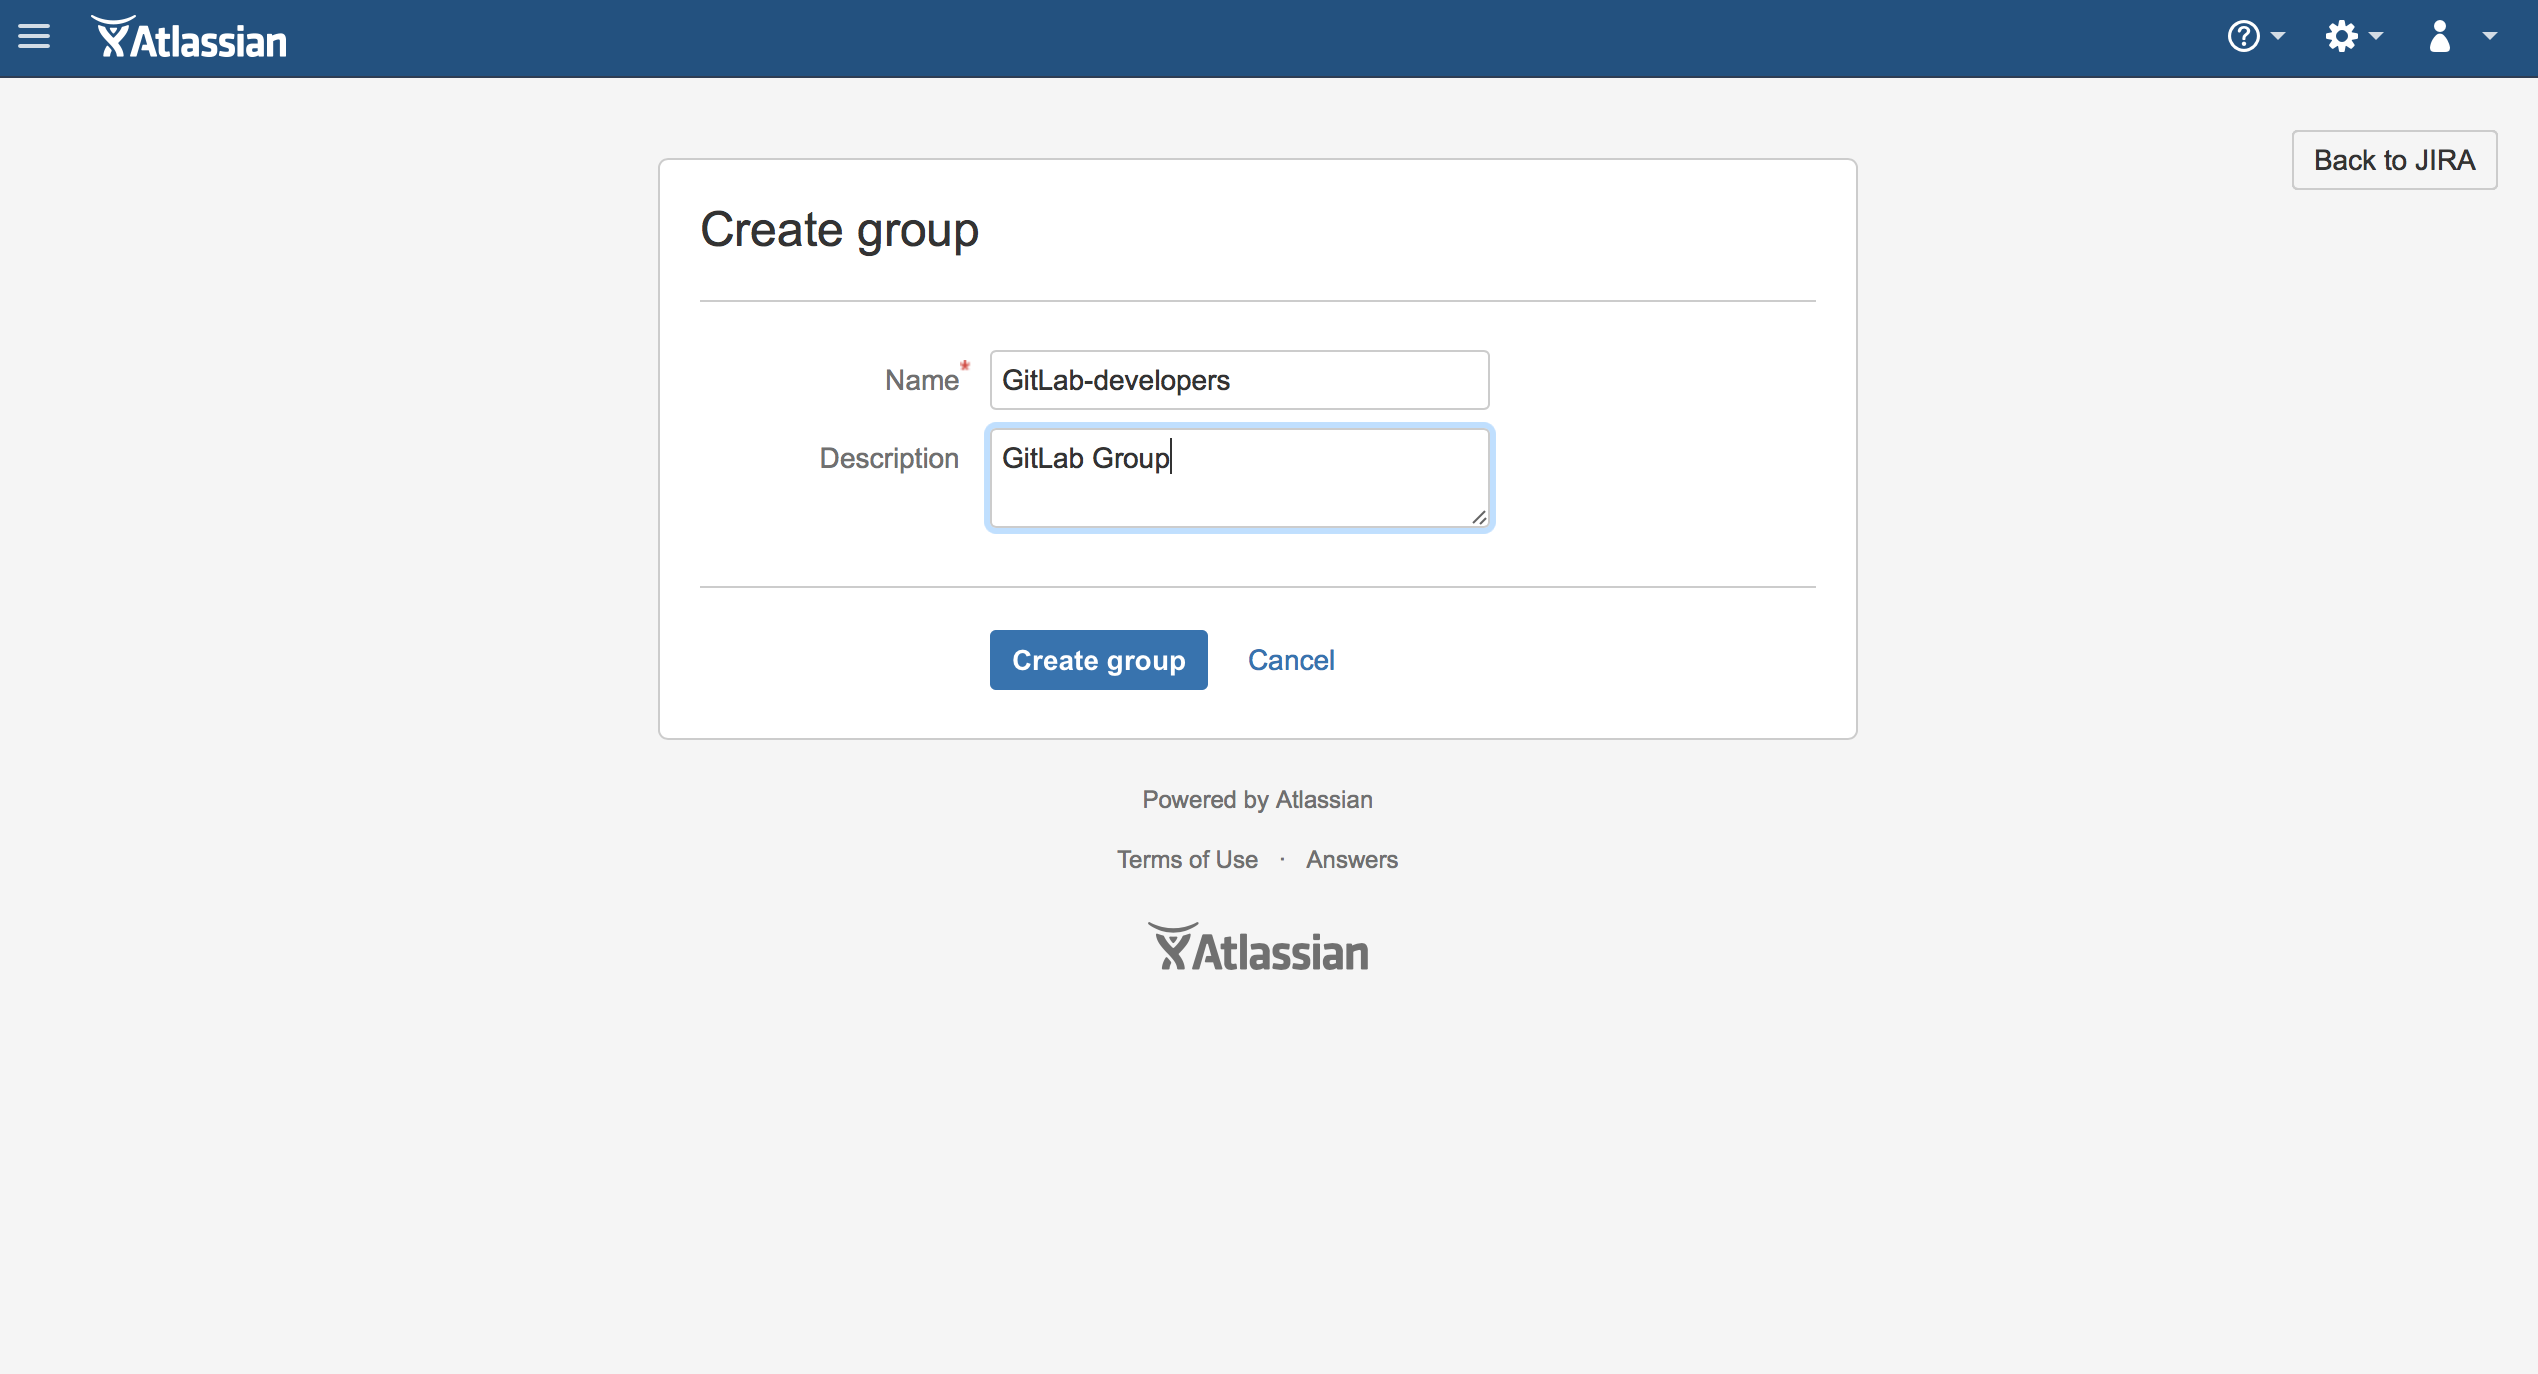 Atlassian
Back to JIRA
Create group
Name*
GitLab-developers
Description
GitLab Group
Create group
Cancel
Powered by Atlassian
Terms of Use · Answers
Atlassian